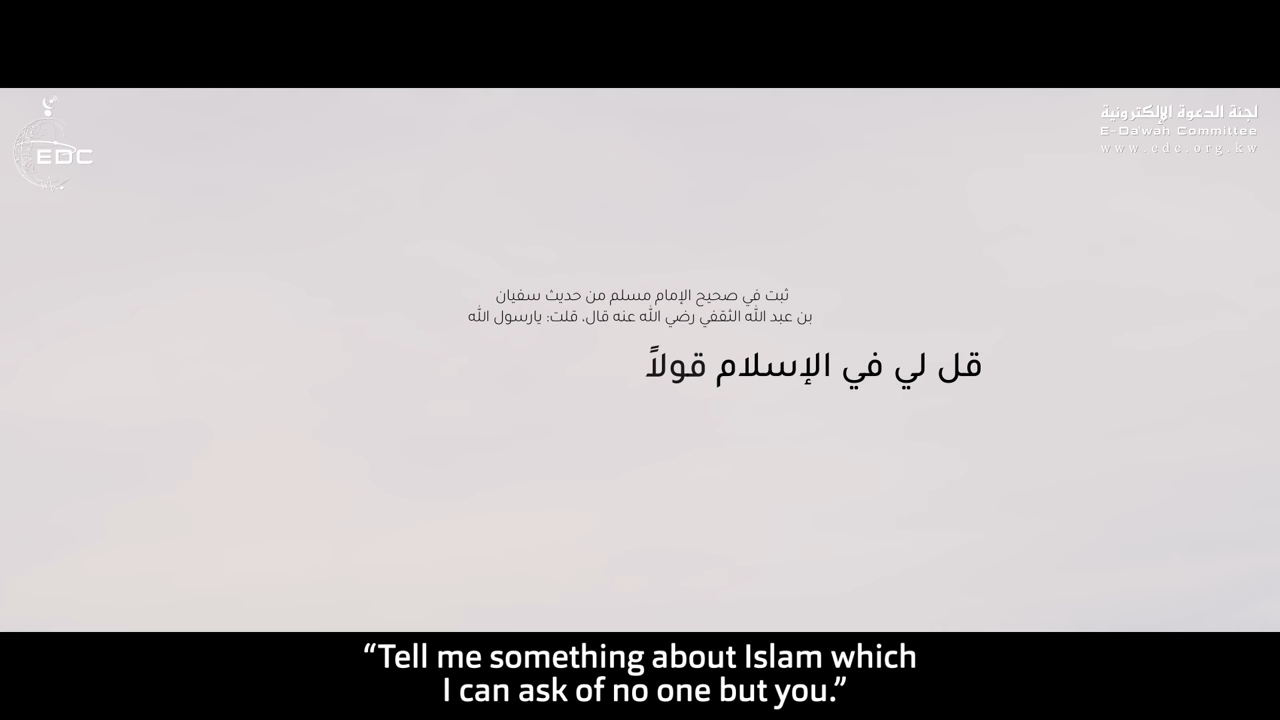 EDC
لجنة الدعوة الإلكترونية
E-Da'wah Committee
www.edc.org.kw
ثبت في صحيح الإمام مسلم من حديث سفيان
بن عبد الله الثقفي رضي الله عنه قال، قلت: يارسول الله
قل لي في الإسلام قولاً
“Tell me something about Islam which
I can ask of no one but you.”